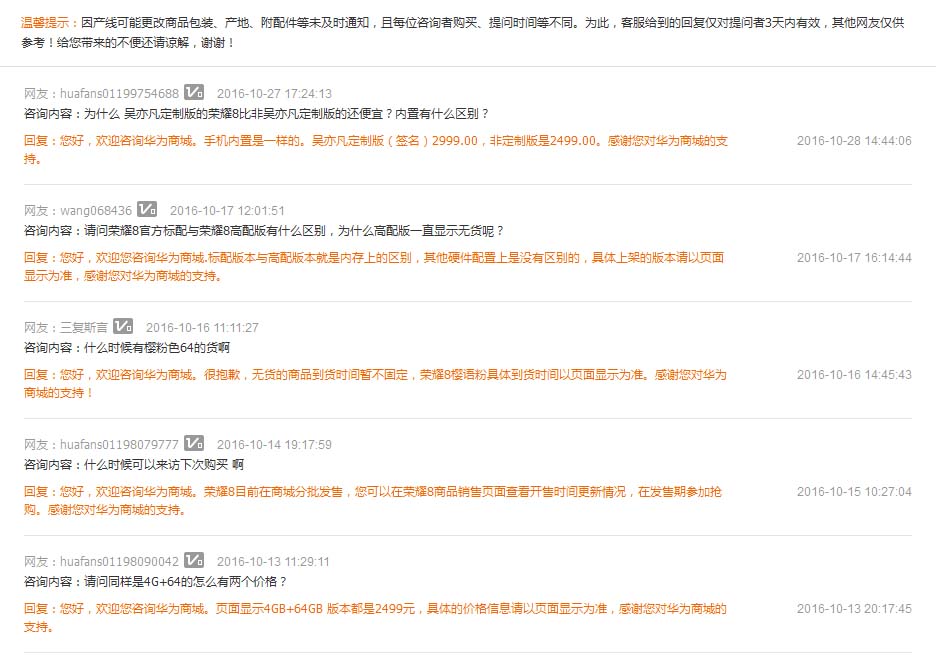 温馨提示：因产线可能更改商品包装、产地、附配件等未及时通知，且每位咨询者购买、提问时间等不同。为此，客服给到的回复仅对提问者3天内有效，其他网友仅供
参考！给您带来的不便还请谅解，谢谢！
网友：huafans01199754688 V0 2016-10-27 17:24:13
咨询内容：为什么 吴亦凡定制版的荣耀8比非吴亦凡定制版的还便宜？内置有什么区别？
回复：您好，欢迎咨询华为商城。手机内置是一样的。吴亦凡定制版（签名）2999.00，非定制版是2499.00。感谢您对华为商城的支 2016-10-28 14:44:06
持。
网友：wang068436 V0 2016-10-17 12:01:51
咨询内容：请问荣耀8官方标配与荣耀8高配版有什么区别，为什么高配版一直显示无货呢？
回复：您好，欢迎您咨询华为商城.标配版本与高配版本就是内存上的区别，其他硬件配置上是没有区别的，具体上架的版本请以页面 2016-10-17 16:14:44
显示为准，感谢您对华为商城的支持。
网友：三复斯言 V0 2016-10-16 11:11:27
咨询内容：什么时候有樱粉色64的货啊
回复：您好，欢迎咨询华为商城。很抱歉，无货的商品到货时间暂不固定，荣耀8樱语粉具体到货时间以页面显示为准。感谢您对华为 2016-10-16 14:45:43
商城的支持！
网友：huafans01198079777 V0 2016-10-14 19:17:59
咨询内容：什么时候可以来访下次购买 啊
回复：您好，欢迎咨询华为商城。荣耀8目前在商城分批发售，您可以在荣耀8商品销售页面查看开售时间更新情况，在发售期参加抢 2016-10-15 10:27:04
购。感谢您对华为商城的支持。
网友：huafans01198090042 V0 2016-10-13 11:29:11
咨询内容：请问同样是4G+64的怎么有两个价格？
回复：您好，欢迎您咨询华为商城。页面显示4GB+64GB 版本都是2499元，具体的价格信息请以页面显示为准，感谢您对华为商城的 2016-10-13 20:17:45
支持。